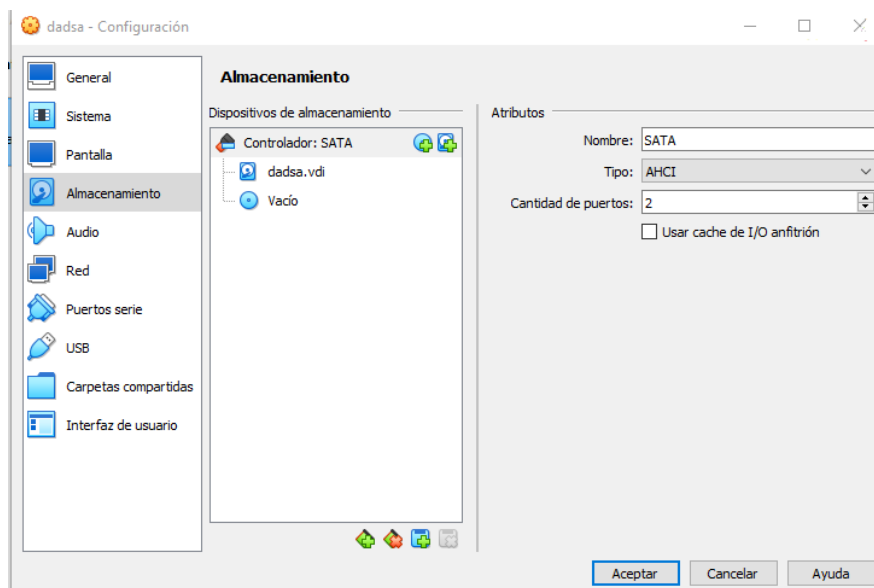 dadsa - Configuración
General
Sistema
Pantalla
Almacenamiento
Audio
Red
Puertos serie
USB
Carpetas compartidas
Interfaz de usuario
Almacenamiento
Dispositivos de almacenamiento
Controlador: SATA
dadsa.vdi
Vacío
Atributos
Nombre: SATA
Tipo: AHCI
Cantidad de puertos: 2
Usar cache de I/O anfitrión
Aceptar Cancelar Ayuda